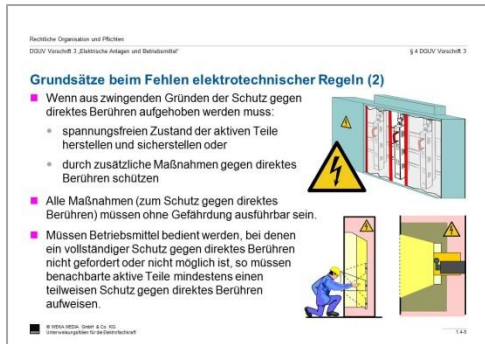 Rechtliche Organisation und Pflichten
DGUV Vorschrift 3 „Elektrische Anlagen und Betriebsmittel“
§ 4 DGUV Vorschrift 3
Grundsätze beim Fehlen elektrotechnischer Regeln (2)
Wenn aus zwingenden Gründen der Schutz gegen
direktes Berühren aufgehoben werden muss:
spannungsfreien Zustand der aktiven Teile
herstellen und sicherstellen oder
durch zusätzliche Maßnahmen gegen direktes
Berühren schützen
Alle Maßnahmen (zum Schutz gegen direktes
Berühren) müssen ohne Gefährdung ausführbar sein.
Müssen Betriebsmittel bedient werden, bei denen
ein vollständiger Schutz gegen direktes Berühren
nicht gefordert oder nicht möglich ist, so müssen
benachbarte aktive Teile mindestens einen
teilweisen Schutz gegen direktes Berühren
aufweisen.
© WEKA MEDIA GmbH & Co. KG
Unterweisungsfolien für die Elektrofachkraft